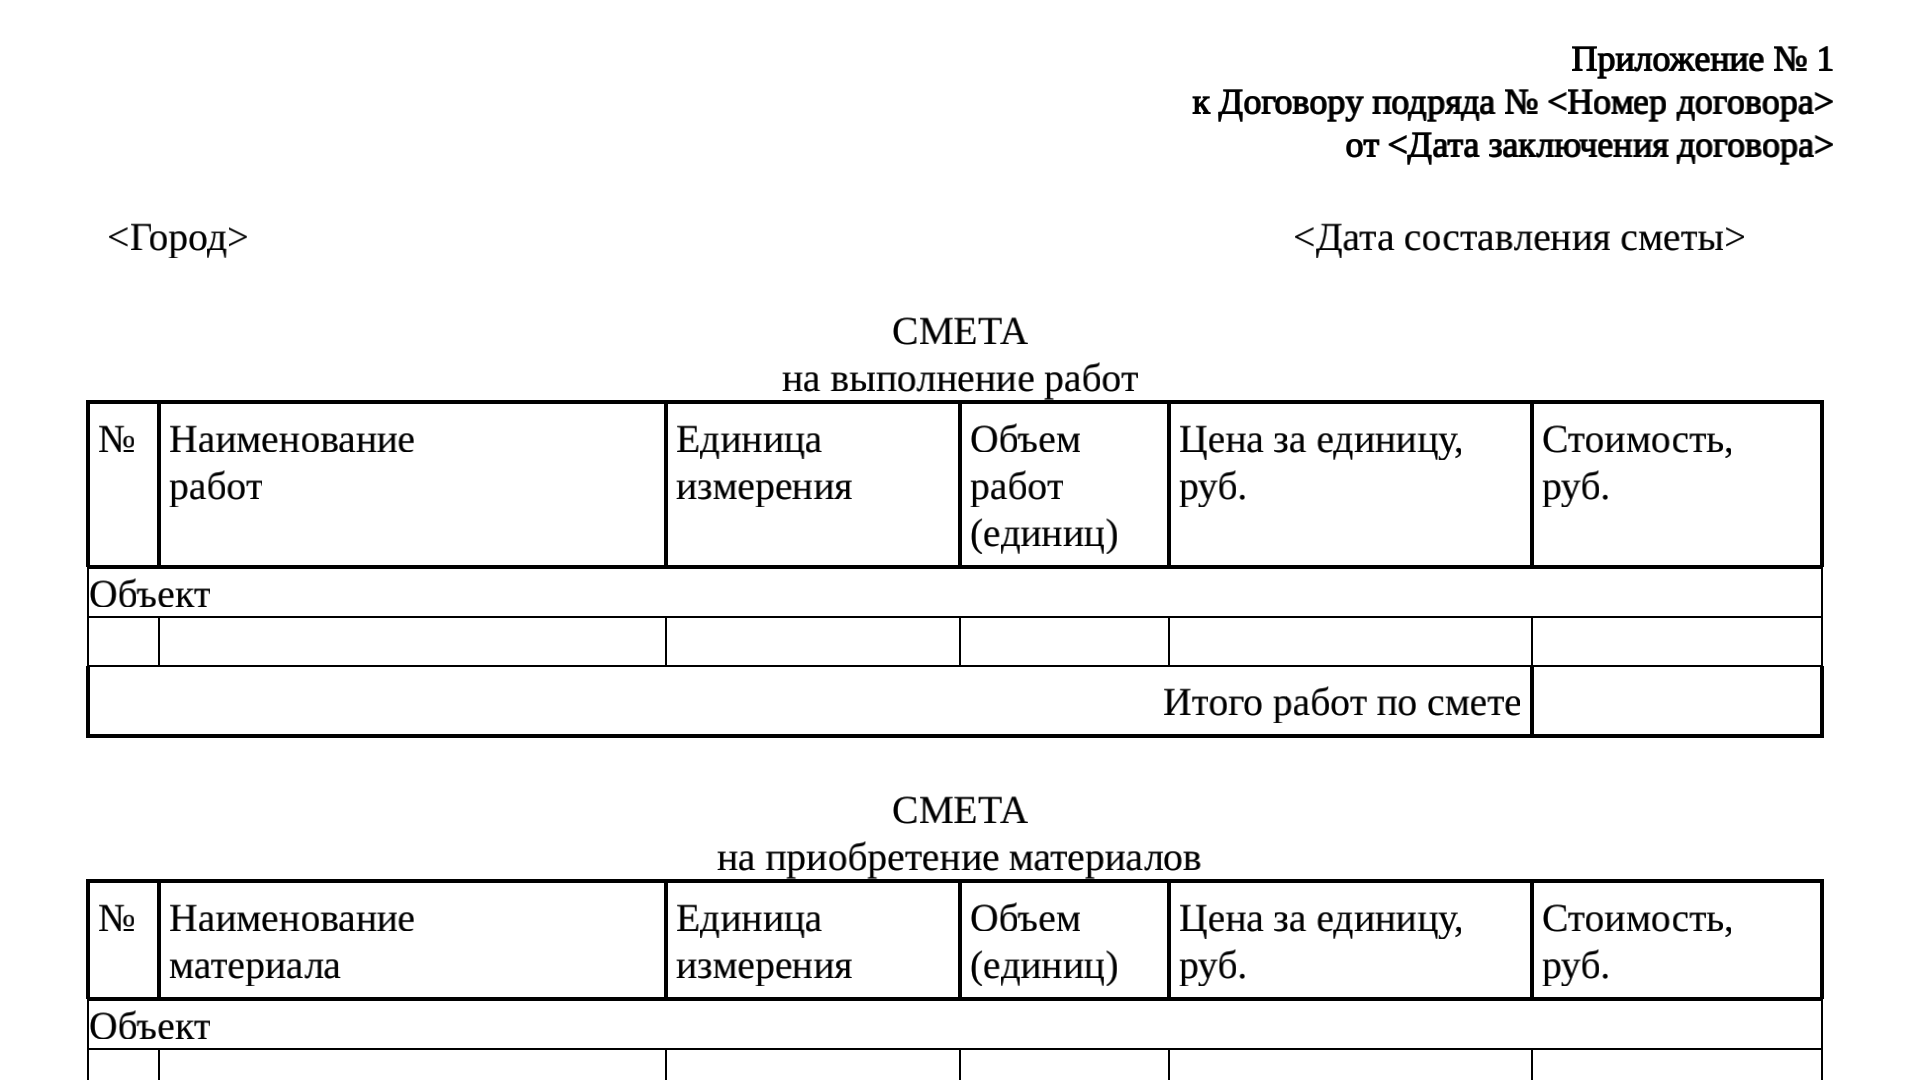 Приложение № 1
к Договору подряда № <Номер договора>
от <Дата заключения договора>
<Город> <Дата составления сметы>
СМЕТА
на выполнение работ
№ Наименование Единица Объем Цена за единицу, Стоимость,
работ измерения работ руб. руб.
(единиц)
Объект
Итого работ по смете
СМЕТА
на приобретение материалов
№ Наименование Единица Объем Цена за единицу, Стоимость,
материала измерения (единиц) руб. руб.
Объект